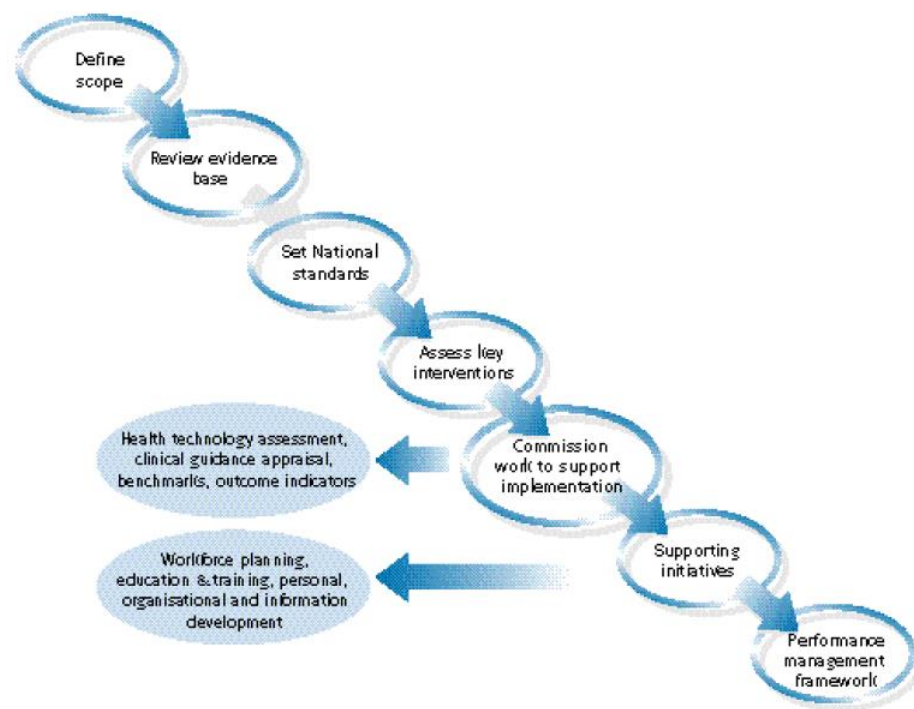 Define
scope
Review evidence
base
Set National
standards
Assess key
interventions
Commission
work to support
implementation
Health technology assessment,
clinical guidance appraisal,
benchmarks, outcome indicators
Supporting
initiatives
Workforce planning,
education & training, personal,
organisational and information
development
Performance
management
framework